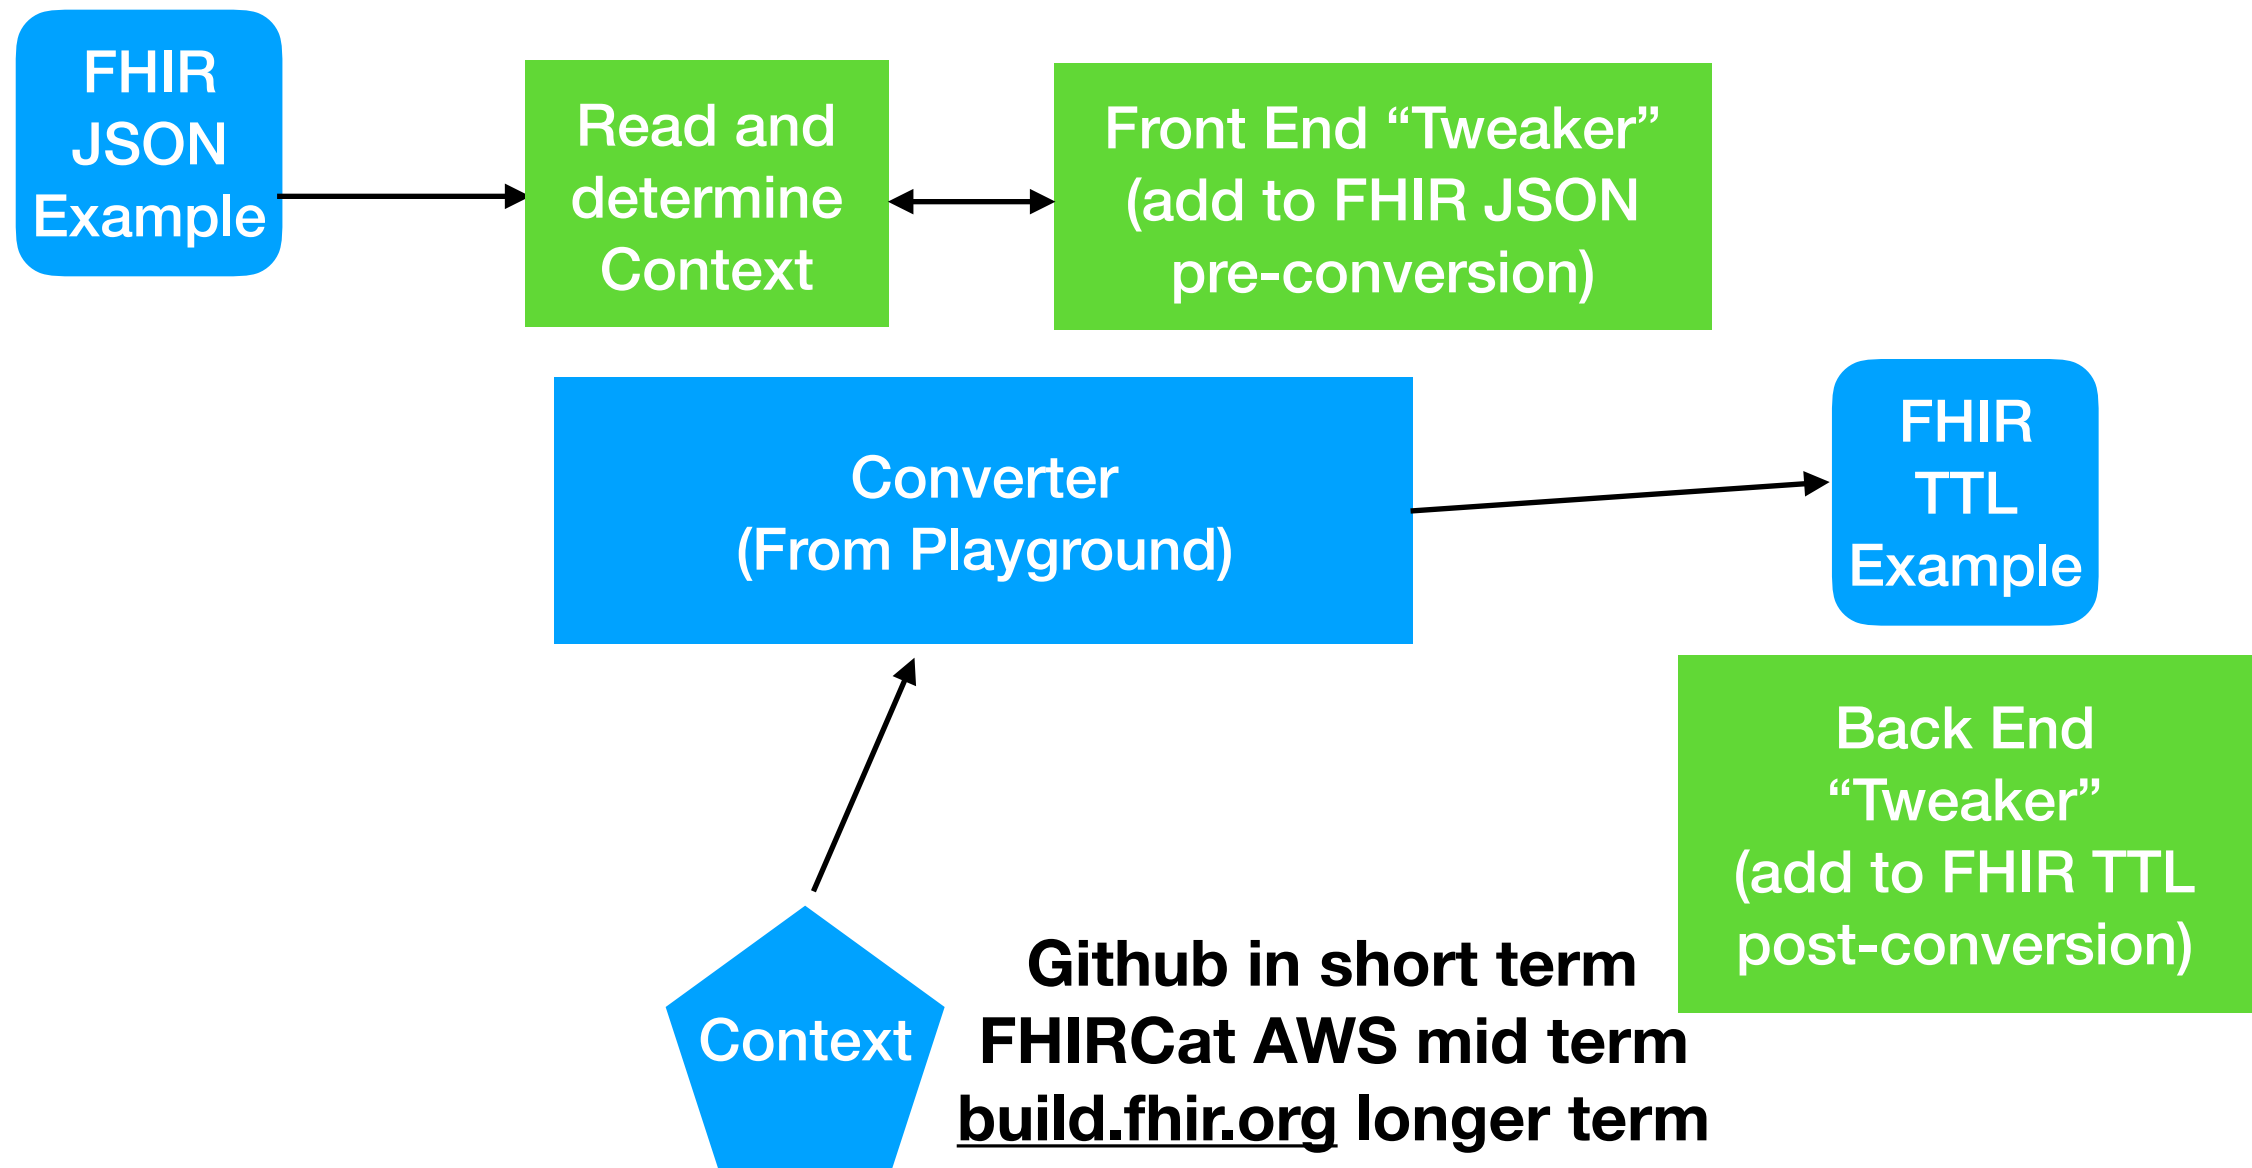 FHIR
JSON
Example
Read and
determine
Context
Front End “Tweaker”
(add to FHIR JSON
pre-conversion)
Converter
(From Playground)
FHIR
TTL
Example
Back End
“Tweaker”
(add to FHIR TTL
post-conversion)
Context
Github in short term
FHIRCat AWS mid term
build.fhir.org longer term